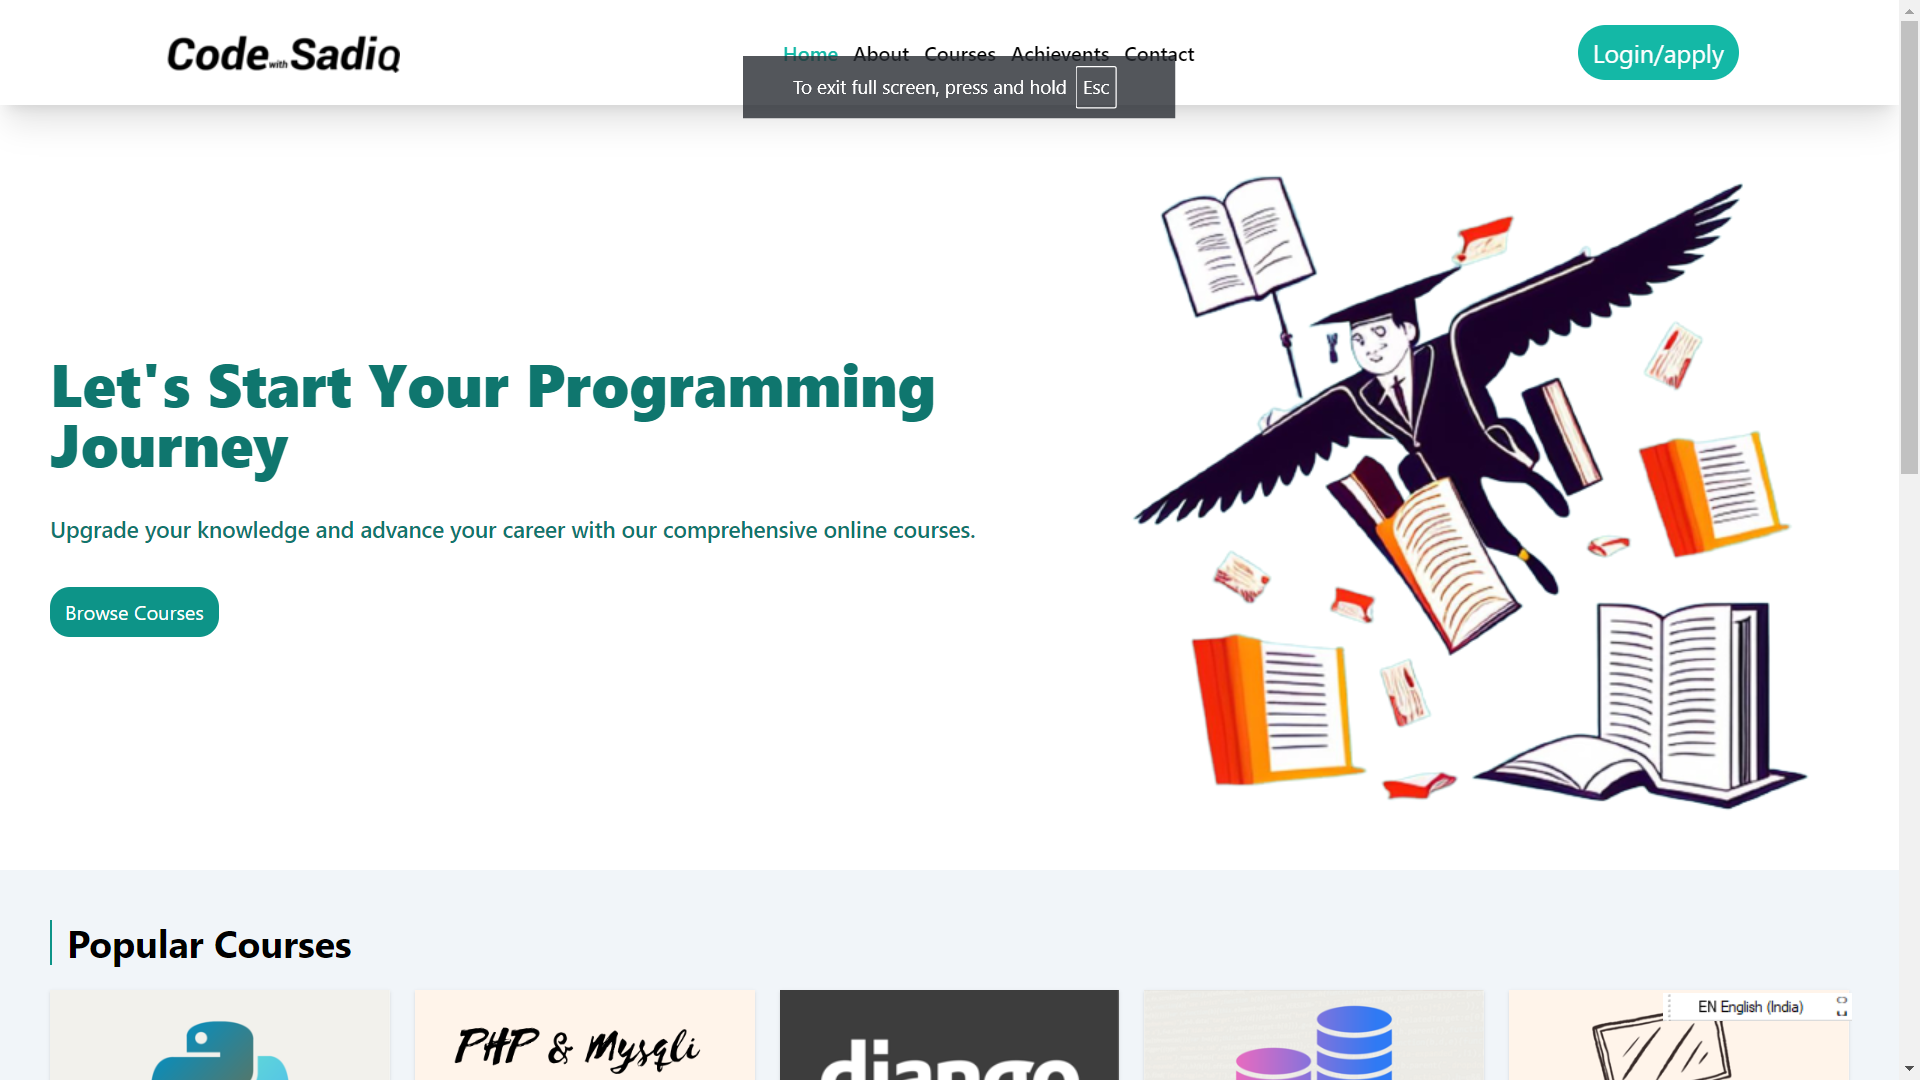 Code with Sadiq
Home About Courses Achievents Contact
Login/apply
To exit full screen, press and hold Esc
Let's Start Your Programming
Journey
Upgrade your knowledge and advance your career with our comprehensive online courses.
Browse Courses
Popular Courses
PHP & Mysqli
django
EN English (India)